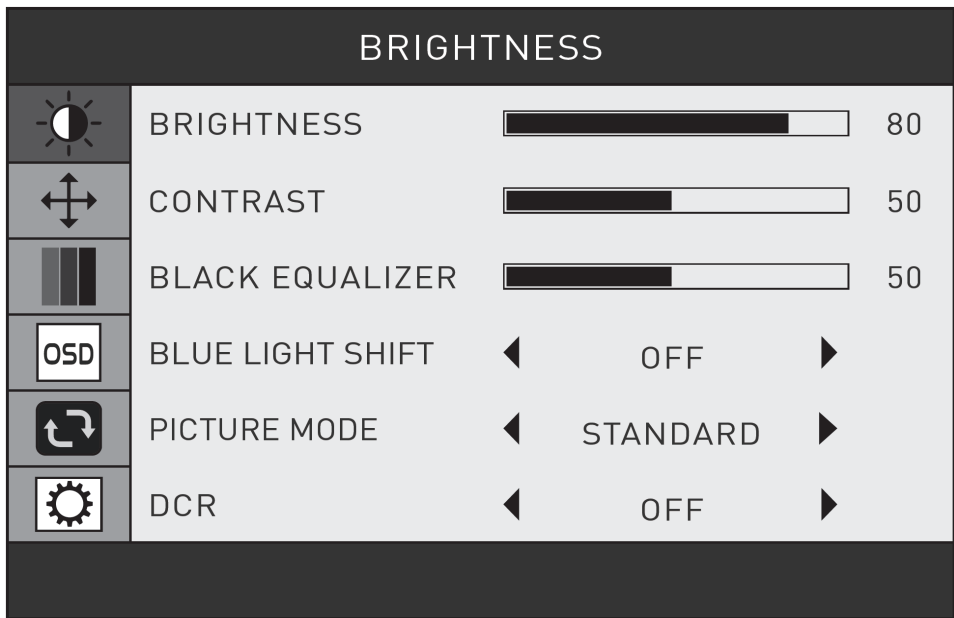 BRIGHTNESS
BRIGHTNESS 80
CONTRAST 50
BLACK EQUALIZER 50
OSD BLUE LIGHT SHIFT OFF
PICTURE MODE STANDARD
DCR OFF